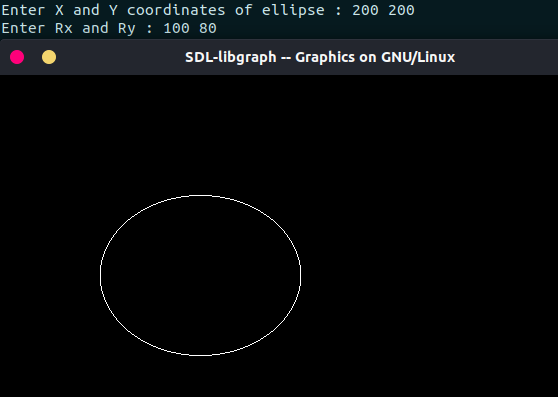 Enter X and Y coordinates of ellipse : 200 200
Enter Rx and Ry : 100 80
SDL-libgraph -- Graphics on GNU/Linux